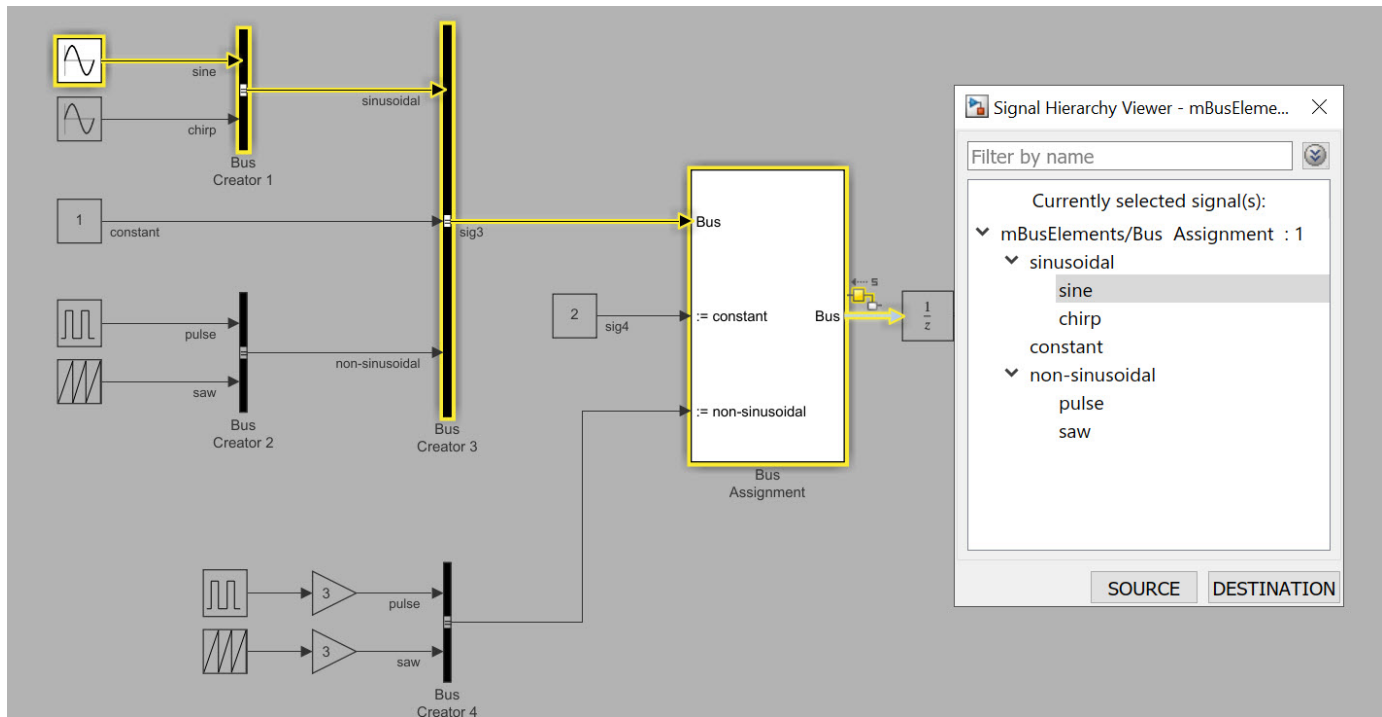 sine
sinusoidal
chirp
Bus
Creator 1
1
constant
sig3
pulse
non-sinusoidal
saw
Bus
Creator 2
Bus
Creator 3
Bus
2
sig4
:= constant
Bus
:= non-sinusoidal
Bus
Assignment
s
1
z
3
pulse
3
saw
Bus
Creator 4
Signal Hierarchy Viewer - mBusEleme...
Filter by name
Currently selected signal(s):
mBusElements/Bus Assignment : 1
sinusoidal
sine
chirp
constant
non-sinusoidal
pulse
saw
SOURCE
DESTINATION